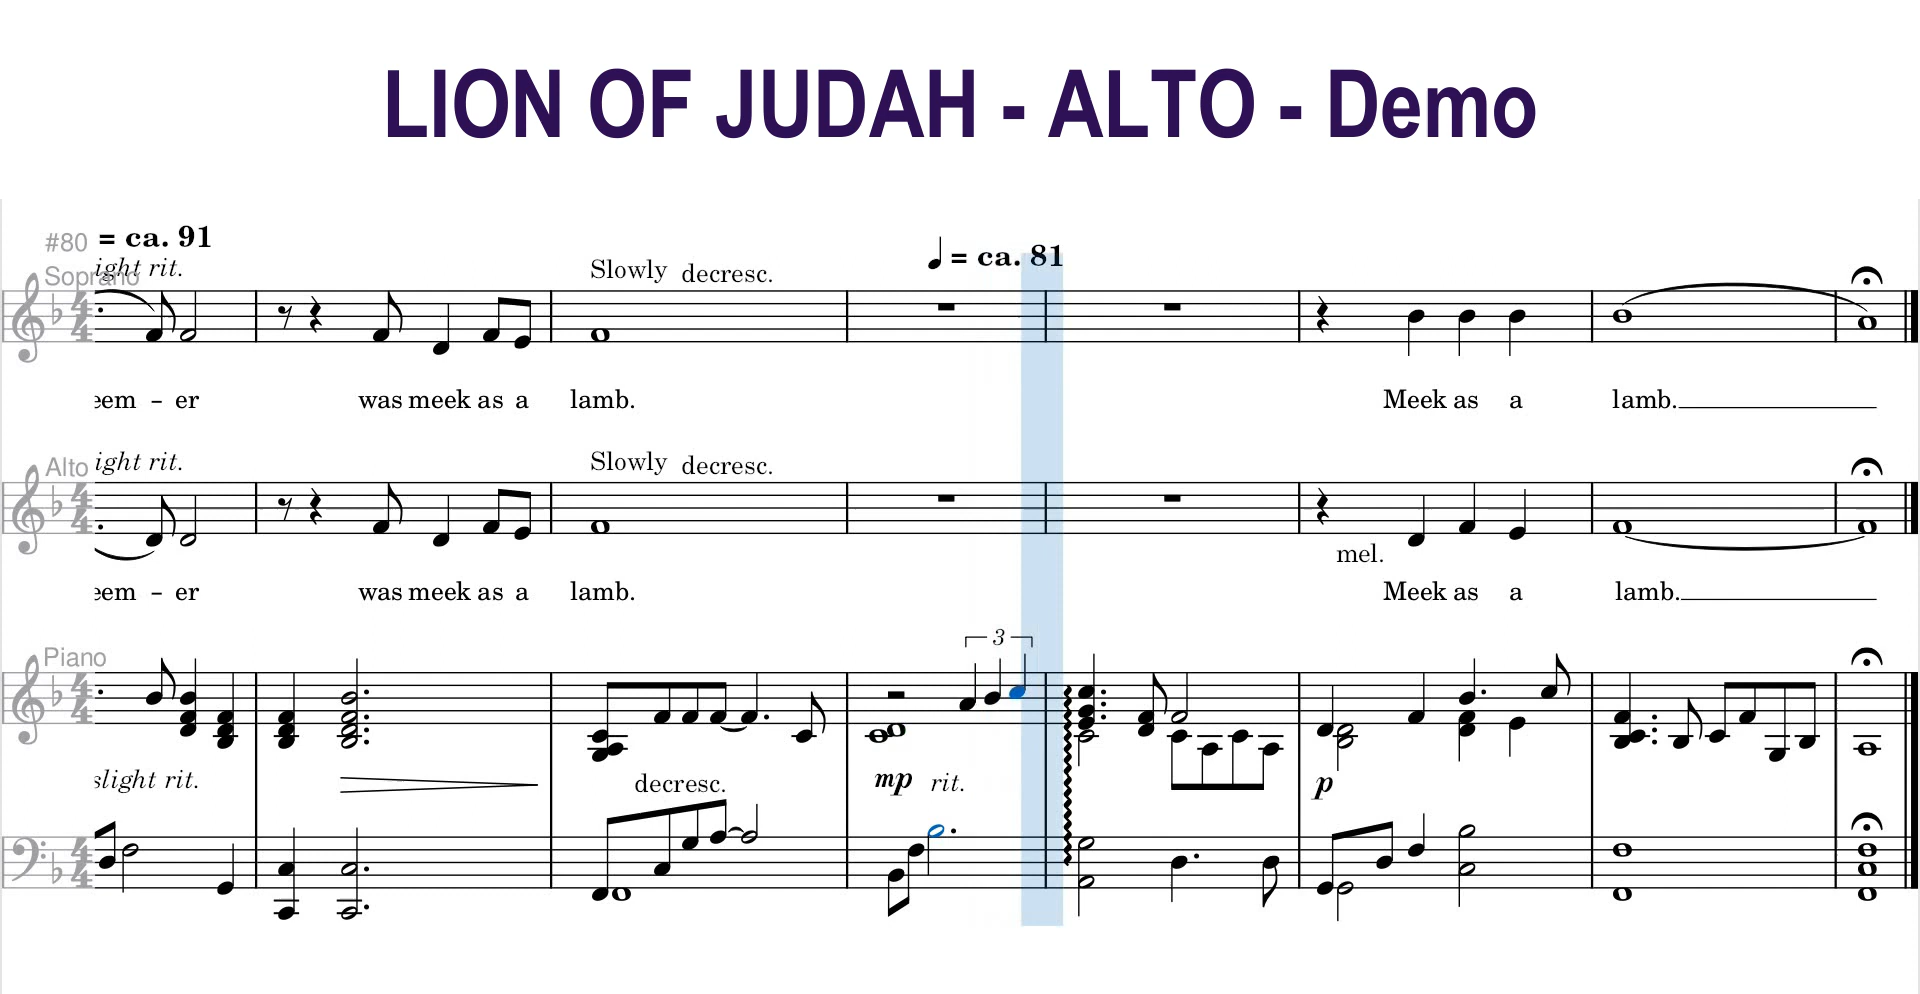 LION OF JUDAH - ALTO - Demo
#80 = ca. 91
ight rit.
Soprano
Slowly decresc.
= ca. 81
eem - er was meek as a lamb. Meek as a lamb.
Alto
ight rit.
Slowly decresc.
mel.
eem - er was meek as a lamb. Meek as a lamb.
3
Piano
slight rit.
decresc.
mp rit.
p